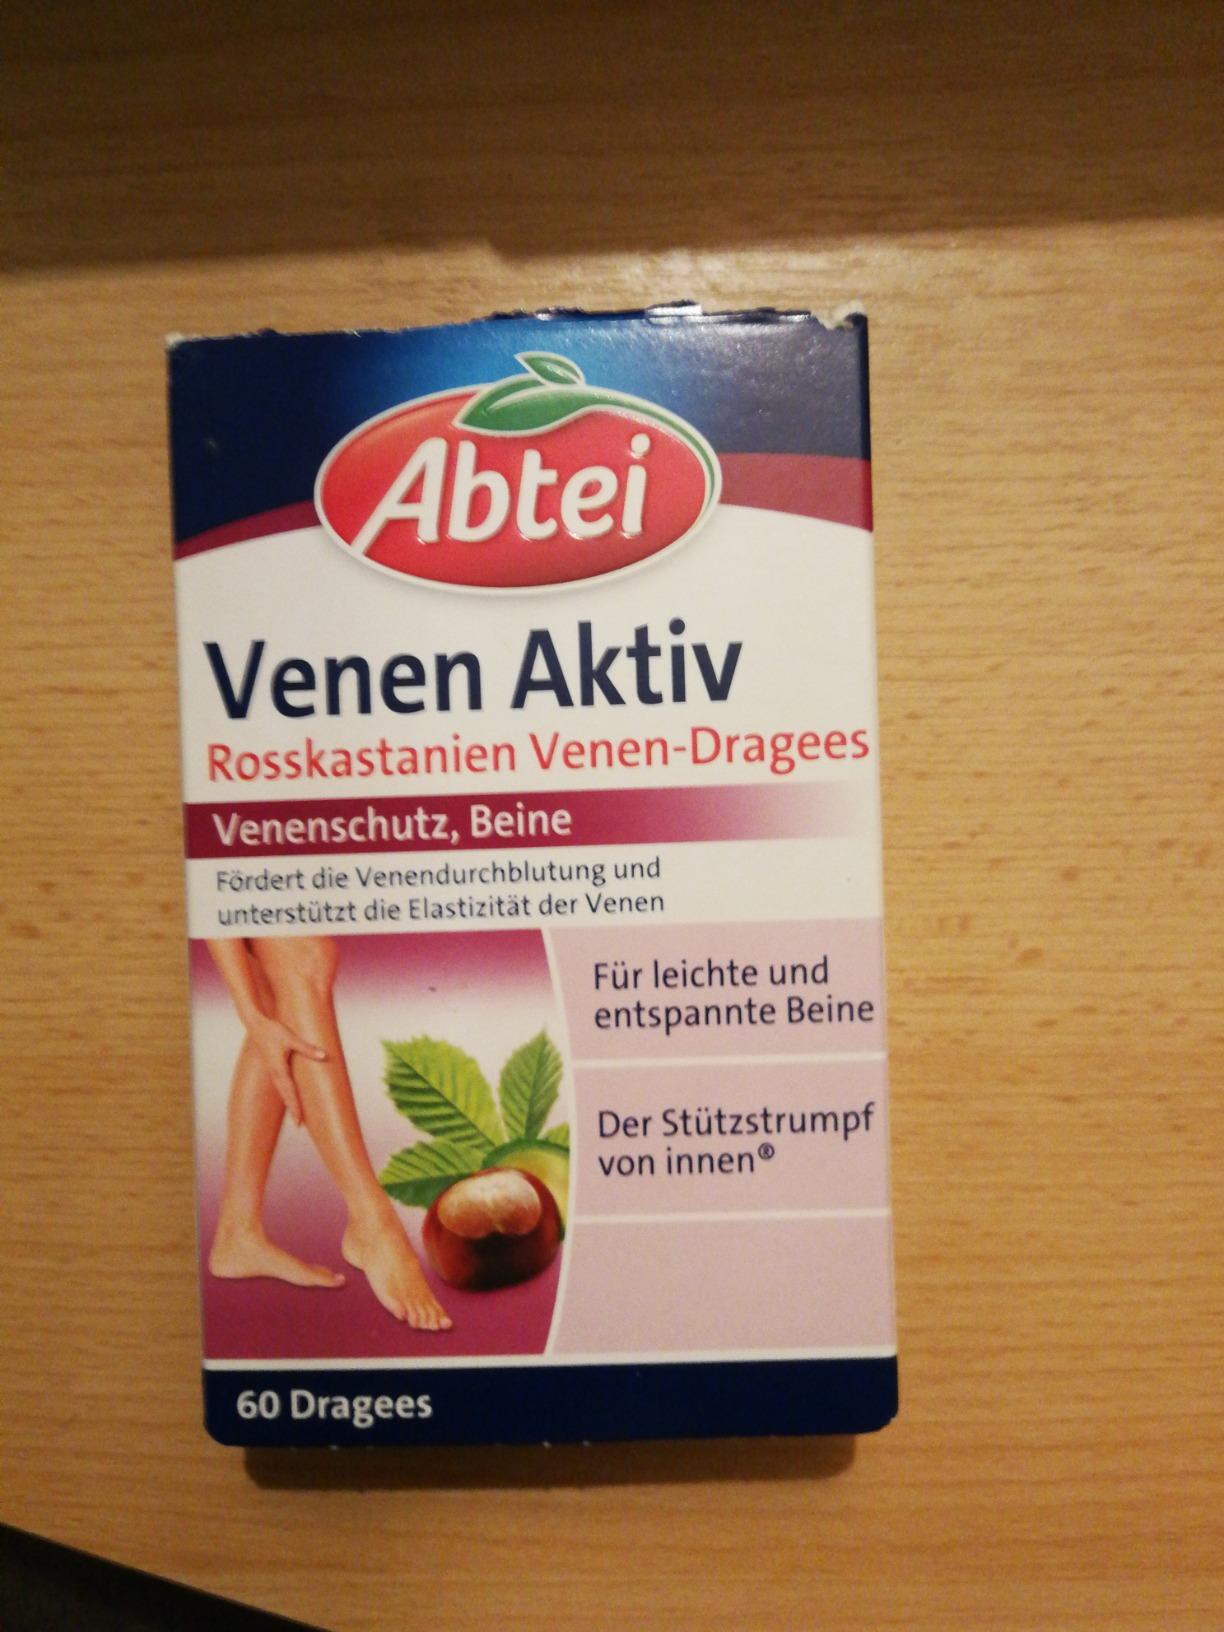 Abtei
Venen Aktiv
Rosskastanien Venen-Dragees
Venenschutz, Beine
Fördert die Venendurchblutung und
unterstützt die Elastizität der Venen
Für leichte und
entspannte Beine
Der Stützstrumpf
von innen®
60 Dragees